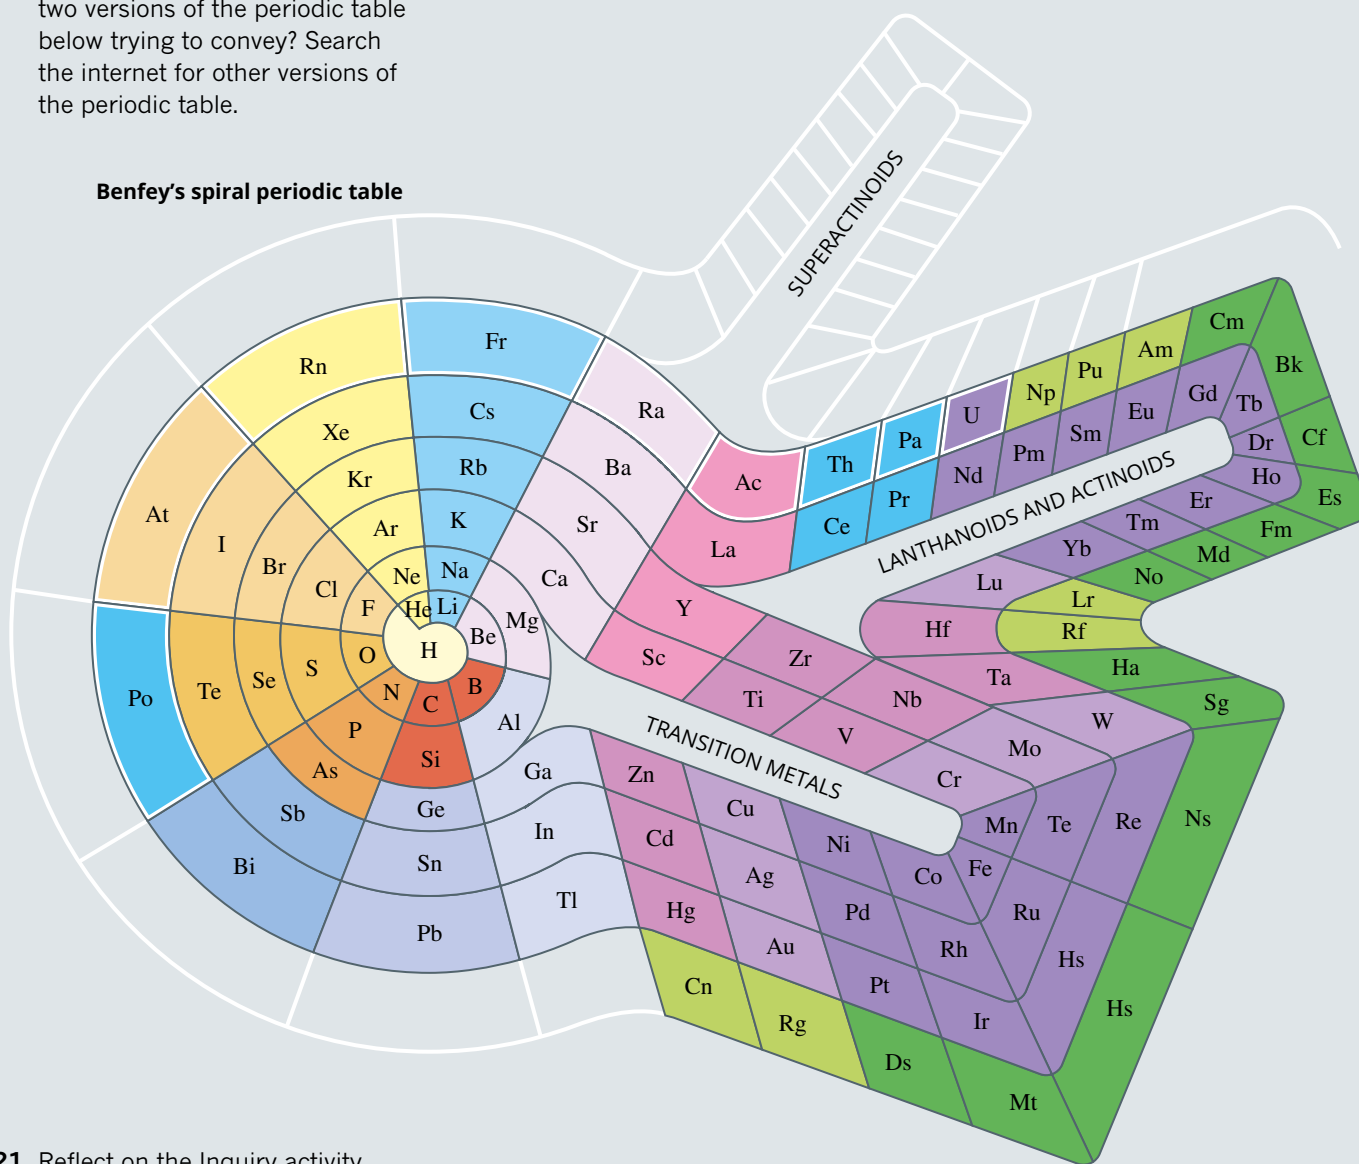 two versions of the periodic table
below trying to convey? Search
the internet for other versions of
the periodic table.
Benfey's spiral periodic table
SUPERACTINOIDS
LANTHANOIDS AND ACTINOIDS
TRANSITION METALS
H
He
Li
Be
B
C
N
O
F
Ne
Na
Mg
Al
Si
P
S
Cl
Ar
K
Ca
Sc
Ti
V
Cr
Mn
Fe
Co
Ni
Cu
Zn
Ga
Ge
As
Se
Br
Kr
Rb
Sr
Y
Zr
Nb
Mo
Te
Ru
Rh
Pd
Ag
Cd
In
Sn
Sb
Te
I
Xe
Cs
Ba
La
Ce
Pr
Nd
Pm
Sm
Eu
Gd
Tb
Dr
Ho
Er
Tm
Yb
Lu
Hf
Ta
W
Re
Hs
Ir
Pt
Au
Hg
Tl
Pb
Bi
Po
At
Rn
Fr
Ra
Ac
Th
Pa
U
Np
Pu
Am
Cm
Bk
Cf
Es
Fm
Md
No
Lr
Rf
Ha
Sg
Ns
Hs
Mt
Ds
Rg
Cn
21 Reflect on the Inquiry activity